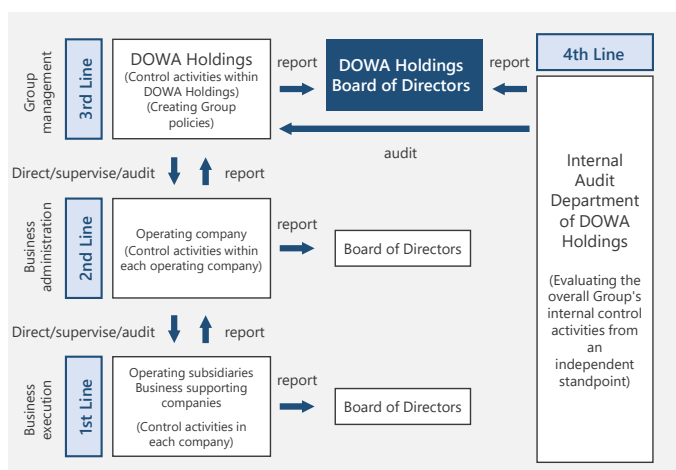 Group
management
3rd Line
DOWA Holdings
(Control activities within
DOWA Holdings)
(Creating Group
policies)
report
DOWA Holdings
Board of Directors
report
4th Line
audit
Internal
Audit
Department
of DOWA
Holdings
(Evaluating the
overall Group's
internal control
activities from
an
independent
standpoint)
Direct/supervise/audit
report
Business
administration
2nd Line
Operating company
(Control activities within
each operating company)
report
Board of Directors
Direct/supervise/audit
report
Business
execution
1st Line
Operating subsidiaries
Business supporting
companies
(Control activities in
each company)
report
Board of Directors